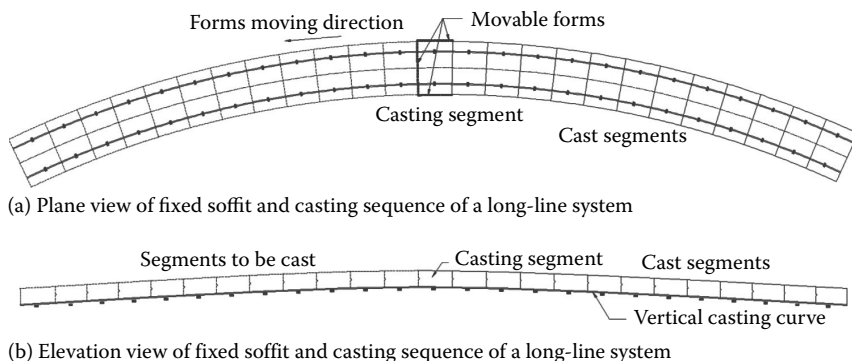 Forms moving direction
Movable forms
Casting segment
Cast segments
(a) Plane view of fixed soffit and casting sequence of a long-line system
Segments to be cast
Casting segment
Cast segments
Vertical casting curve
(b) Elevation view of fixed soffit and casting sequence of a long-line system